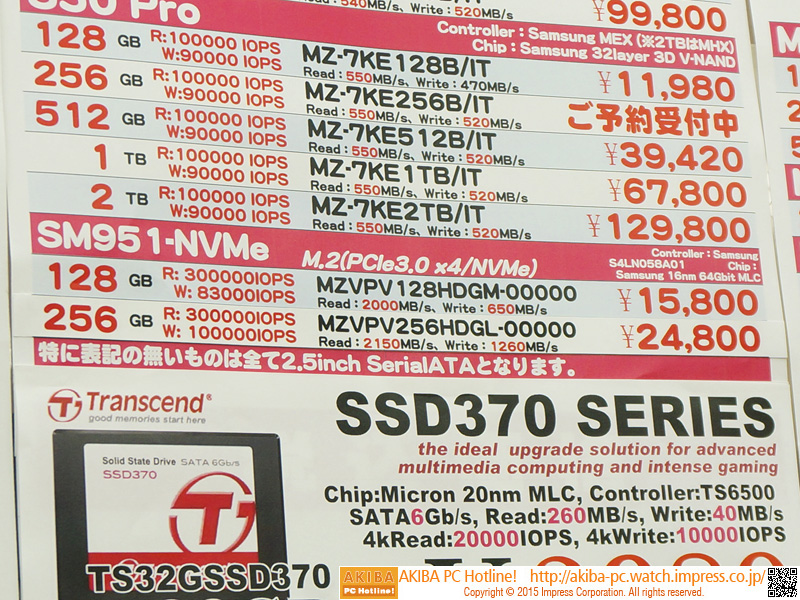 540MB/s, Write：520MB/s
￥99,800
850 Pro
Controller：Samsung MEX (※2TBはMHX)
Chip：Samsung 32layer 3D V-NAND
128 GB R:100000 IOPS W:90000 IOPS MZ-7KE128B/IT ￥11,980
Read：550MB/s、Write：470MB/s
256 GB R:100000 IOPS W:90000 IOPS MZ-7KE256B/IT ご予約受付中
Read：550MB/s、Write：520MB/s
512 GB R:100000 IOPS W:90000 IOPS MZ-7KE512B/IT ￥39,420
Read：550MB/s、Write：520MB/s
1 TB R:100000 IOPS W:90000 IOPS MZ-7KE1TB/IT ￥67,800
Read：550MB/s、Write：520MB/s
2 TB R:100000 IOPS W:90000 IOPS MZ-7KE2TB/IT ￥129,800
Read：550MB/s、Write：520MB/s
SM951-NVMe M.2(PCIe3.0 x4/NVMe)
Controller：Samsung
S4LN058A01 Chip：
Samsung 16nm 64Gbit MLC
128 GB R: 300000IOPS W: 83000IOPS MZVPV128HDGM-00000 ￥15,800
Read：2000MB/s、Write：650MB/s
256 GB R: 300000IOPS W: 100000IOPS MZVPV256HDGL-00000 ￥24,800
Read：2150MB/s、Write：1260MB/s
特に表記の無いものは全て2.5inch SerialATAとなります。
Transcend®
good memories start here
SSD370 SERIES
the ideal upgrade solution for advanced
multimedia computing and intense gaming
Solid State Drive SATA 6Gb/s
SSD370
Chip:Micron 20nm MLC, Controller:TS6500
SATA6Gb/s, Read:260MB/s, Write:40MB/s
4kRead:20000IOPS, 4kWrite:10000IOPS
TS32GSSD370
AKIBA PC Hotline!
AKIBA PC Hotline! http://akiba-pc.watch.impress.co.jp/
Copyright © 2015 Impress Corporation. All rights reserved.